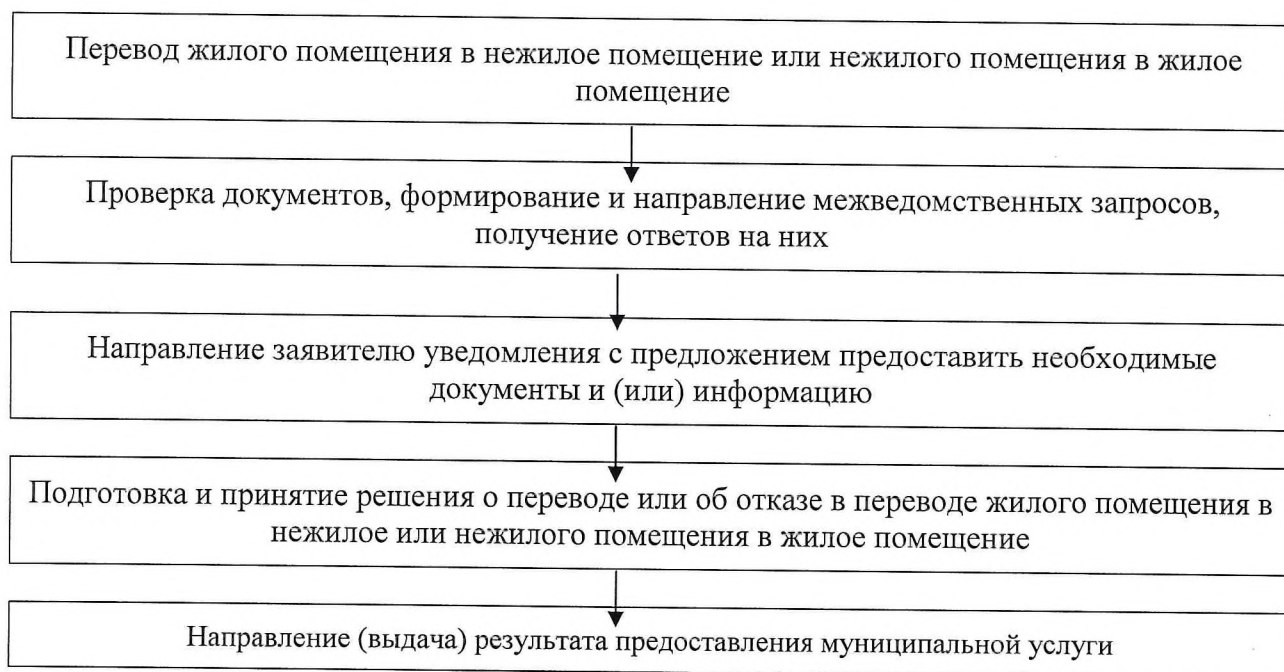 Перевод жилого помещения в нежилое помещение или нежилого помещения в жилое
помещение
Проверка документов, формирование и направление межведомственных запросов,
получение ответов на них
Направление заявителю уведомления с предложением предоставить необходимые
документы и (или) информацию
Подготовка и принятие решения о переводе или об отказе в переводе жилого помещения в
нежилое или нежилого помещения в жилое помещение
Направление (выдача) результата предоставления муниципальной услуги